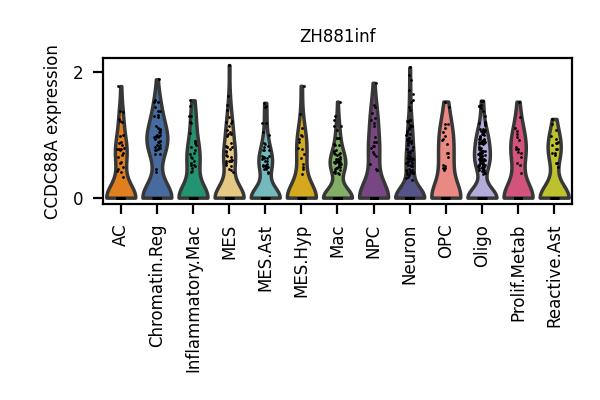 ZH881inf
CCDC88A expression
2
0
AC
Chromatin.Reg
Inflammatory.Mac
MES
MES.Ast
MES.Hyp
Mac
NPC
Neuron
OPC
Oligo
Prolif.Metab
Reactive.Ast